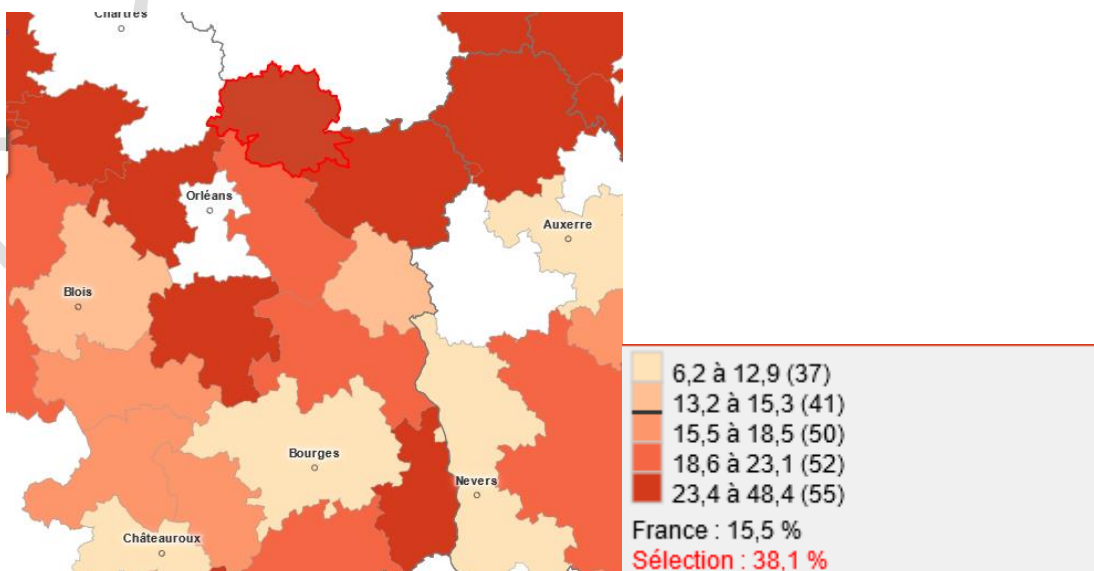 Chartres
Orléans
Auxerre
Blois
Bourges
Nevers
Châteauroux
6,2 à 12,9 (37)
13,2 à 15,3 (41)
15,5 à 18,5 (50)
18,6 à 23,1 (52)
23,4 à 48,4 (55)
France : 15,5 %
Sélection : 38,1 %